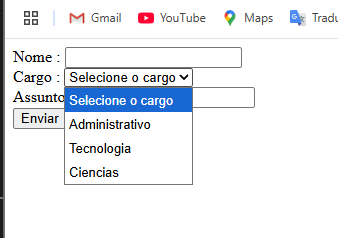 Gmail YouTube Maps Tradu
Nome :
Cargo : Selecione o cargo
Assunto
Selecione o cargo
Administrativo
Enviar
Tecnologia
Ciencias